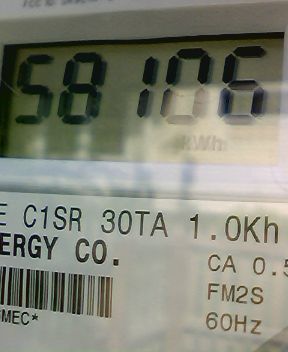 58106
kWh
E C1SR 30TA 1.0Kh
ERGY CO.
CA 0.5
FM2S
MEC*
60Hz